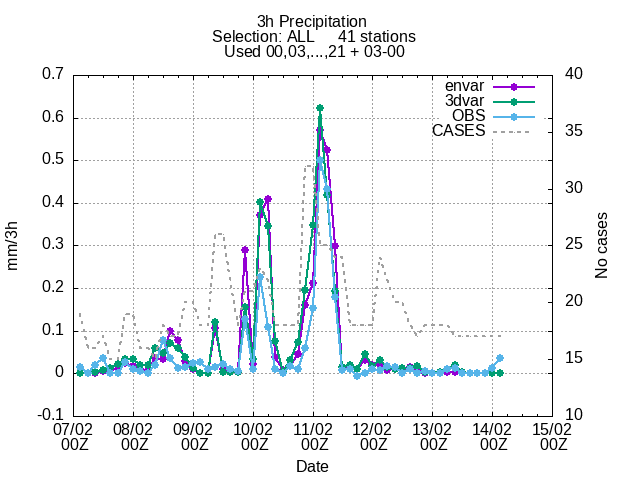 3h Precipitation
Selection: ALL 41 stations
Used 00,03,...,21 + 03-00
0.7
0.6
0.5
0.4
0.3
0.2
0.1
0
-0.1
mm/3h
envar
3dvar
OBS
CASES
40
35
30
25
20
15
10
No cases
07/02 08/02 09/02 10/02 11/02 12/02 13/02 14/02 15/02
00Z 00Z 00Z 00Z 00Z 00Z 00Z 00Z 00Z
Date